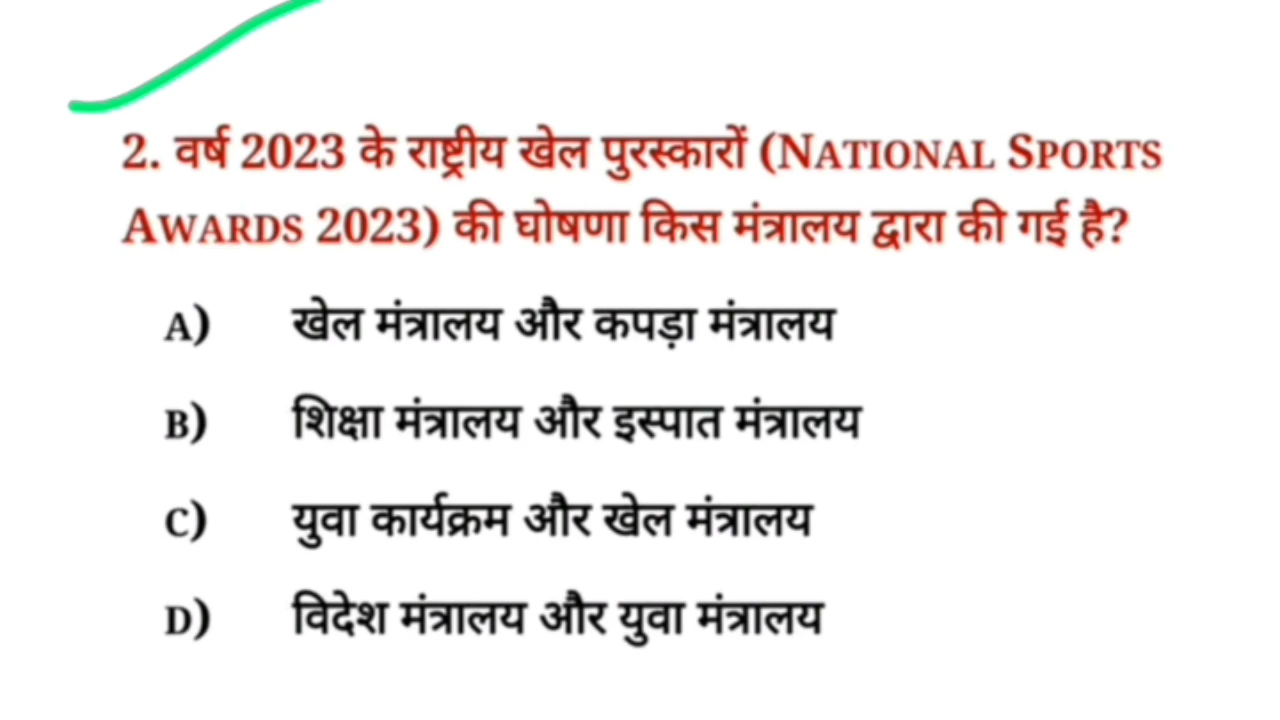 2. वर्ष 2023 के राष्ट्रीय खेल पुरस्कारों (NATIONAL SPORTS
AWARDS 2023) की घोषणा किस मंत्रालय द्वारा की गई है?
A) खेल मंत्रालय और कपड़ा मंत्रालय
B) शिक्षा मंत्रालय और इस्पात मंत्रालय
C) युवा कार्यक्रम और खेल मंत्रालय
D) विदेश मंत्रालय और युवा मंत्रालय